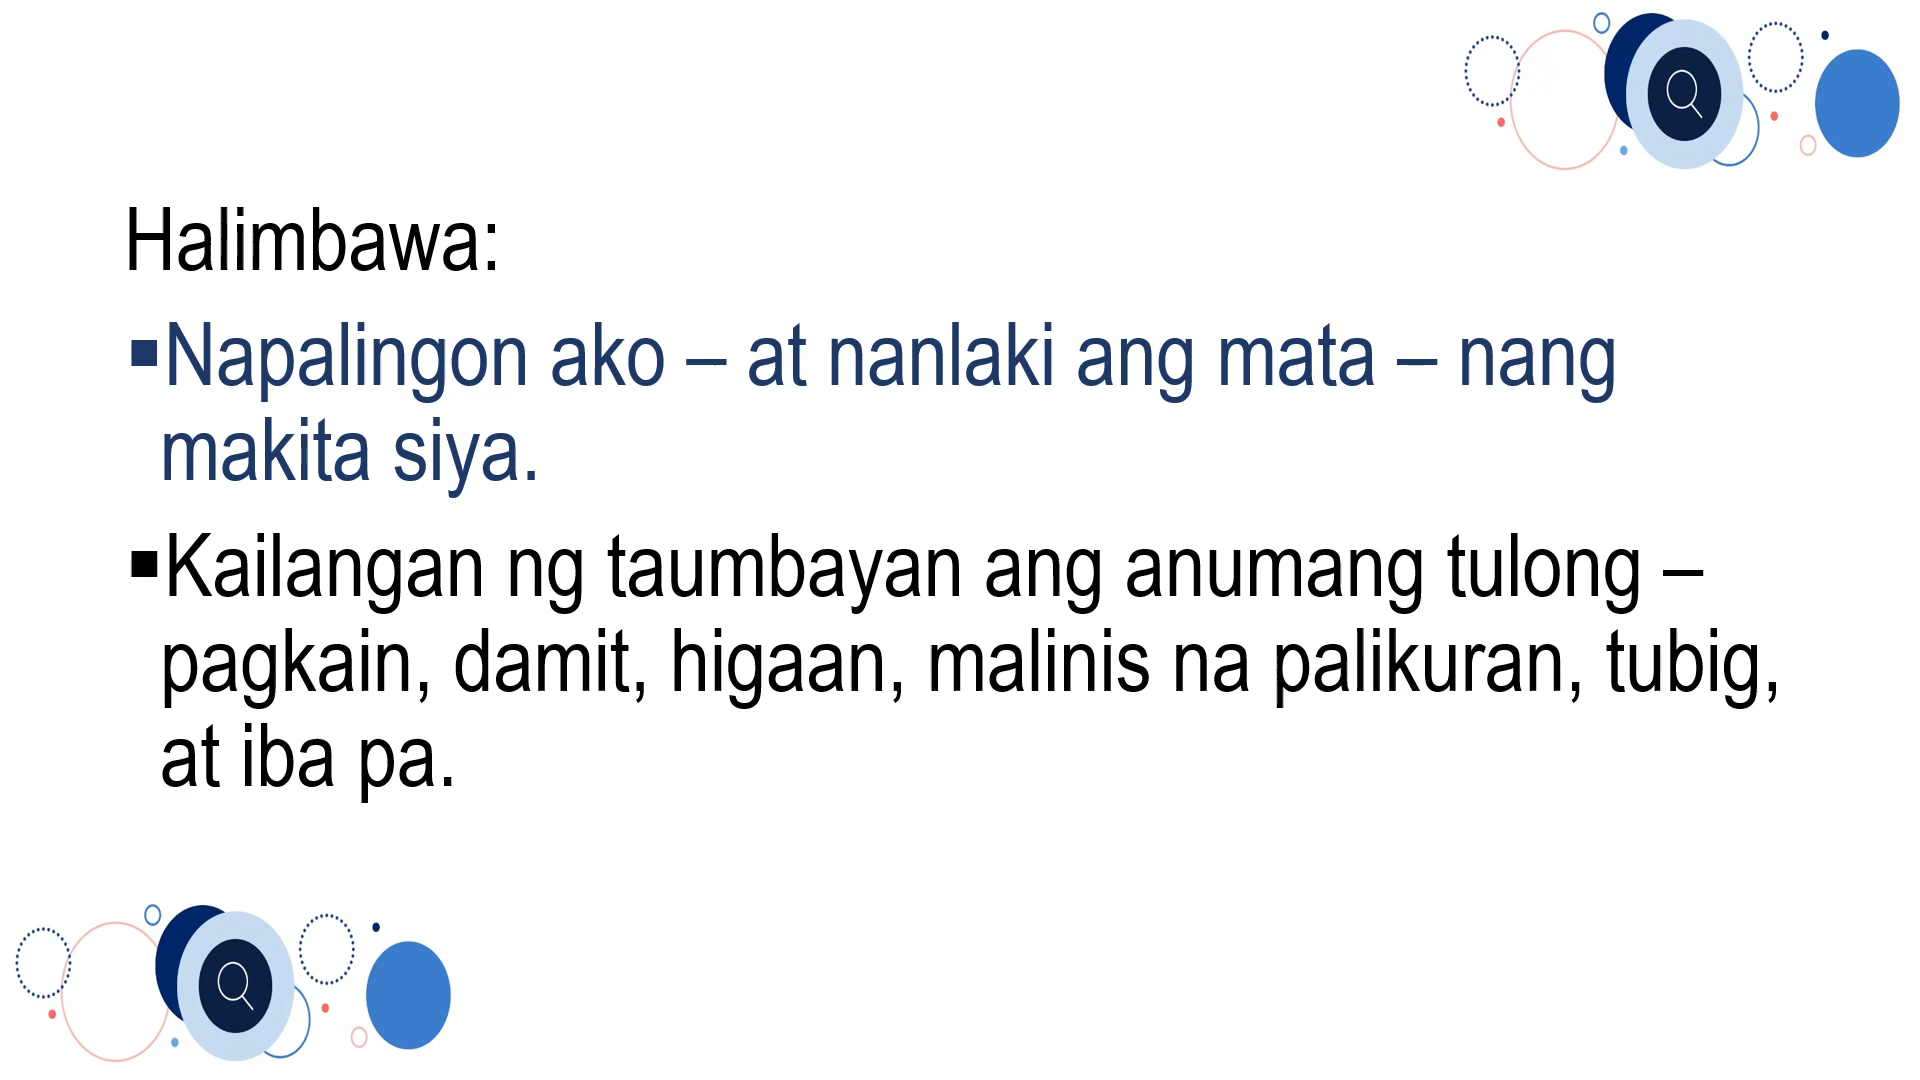 Halimbawa:
▪Napalingon ako – at nanlaki ang mata – nang
makita siya.
▪Kailangan ng taumbayan ang anumang tulong –
pagkain, damit, higaan, malinis na palikuran, tubig,
at iba pa.